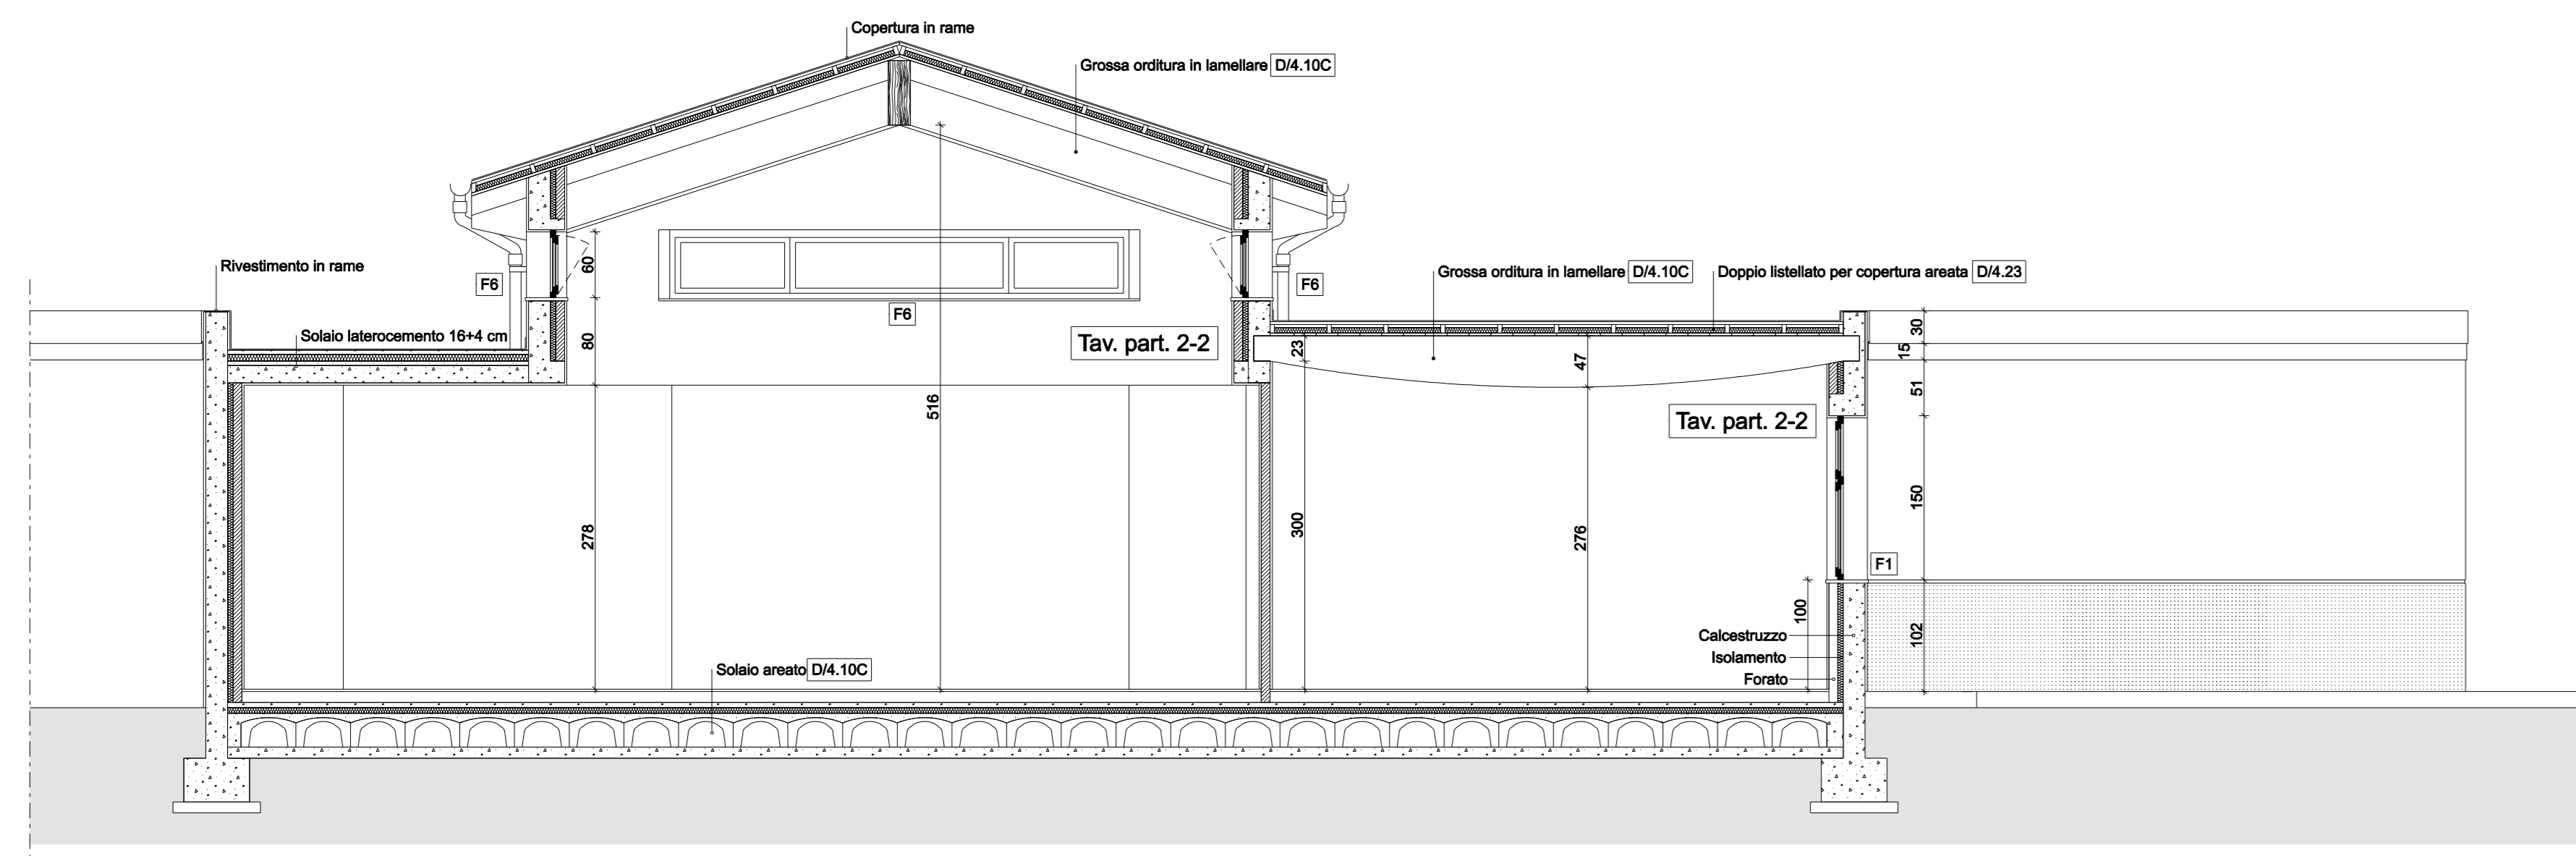 Copertura in rame
Grossa orditura in lamellare D/4.10C
Rivestimento in rame
F6
60
F6
F6
Grossa orditura in lamellare D/4.10C
Doppio listellato per copertura areata D/4.23
Solaio laterocemento 16+4 cm
80
Tav. part. 2-2
23
47
30
15
516
51
Tav. part. 2-2
278
300
276
150
F1
100
102
Calcestruzzo
Isolamento
Forato
Solaio areato D/4.10C